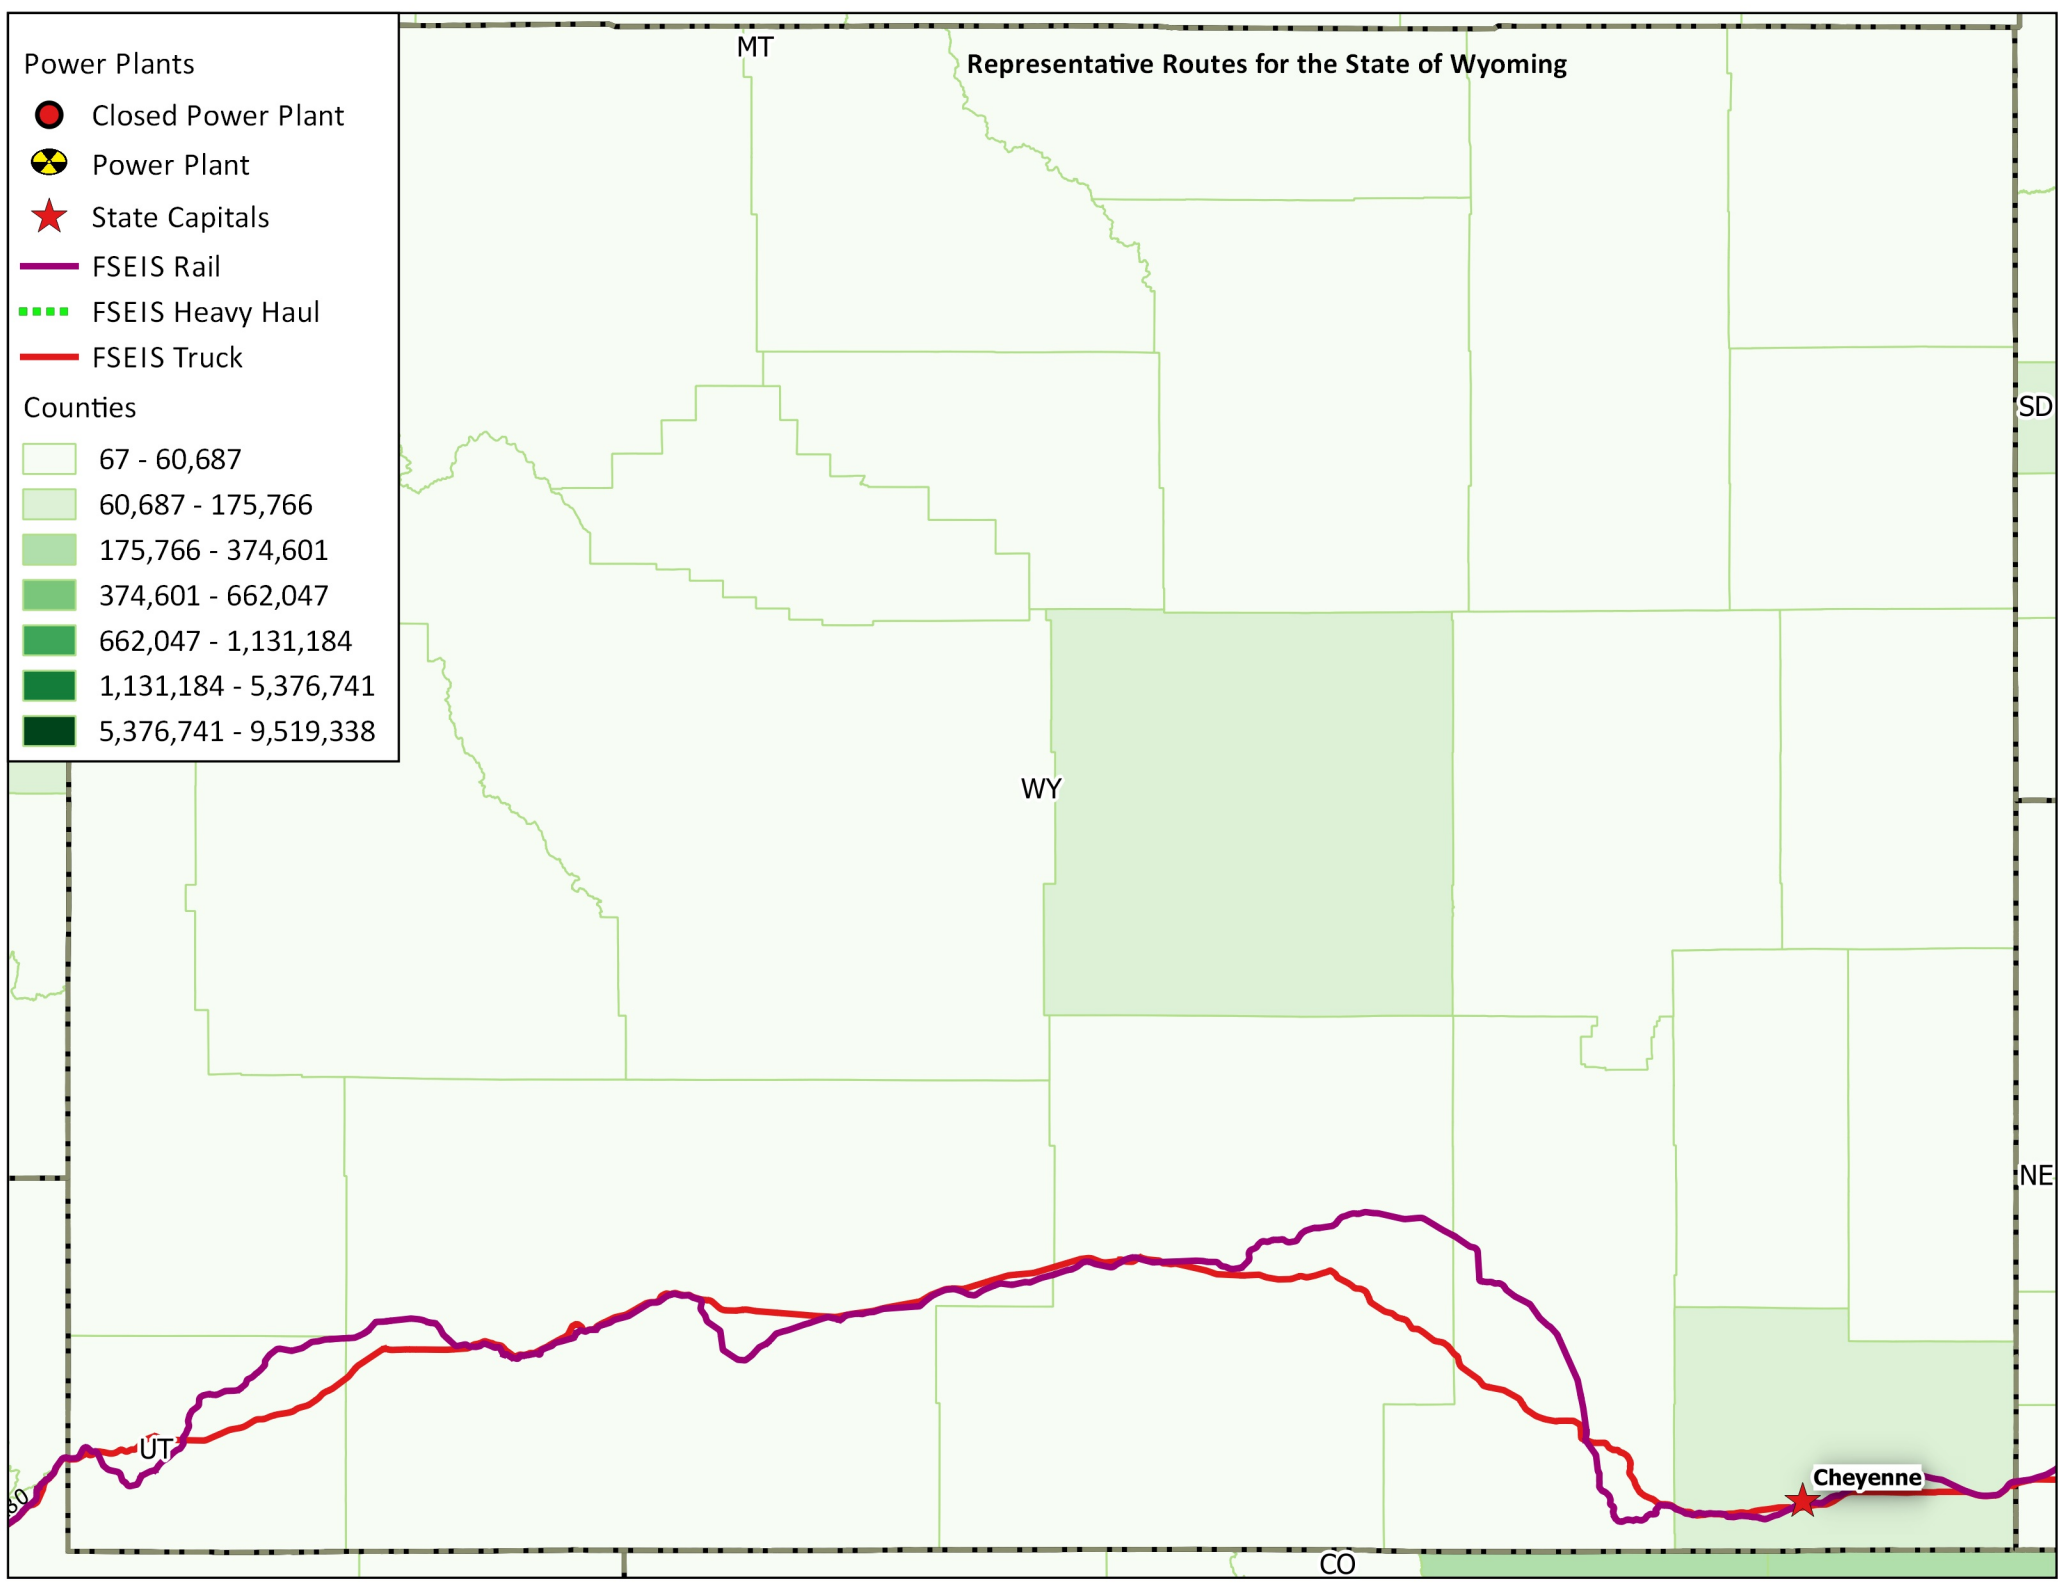 Power Plants
Closed Power Plant
Power Plant
State Capitals
FSEIS Rail
FSEIS Heavy Haul
FSEIS Truck
Counties
67 - 60,687
60,687 - 175,766
175,766 - 374,601
374,601 - 662,047
662,047 - 1,131,184
1,131,184 - 5,376,741
5,376,741 - 9,519,338
MT
Representative Routes for the State of Wyoming
SD
WY
NE
UT
80
Cheyenne
CO